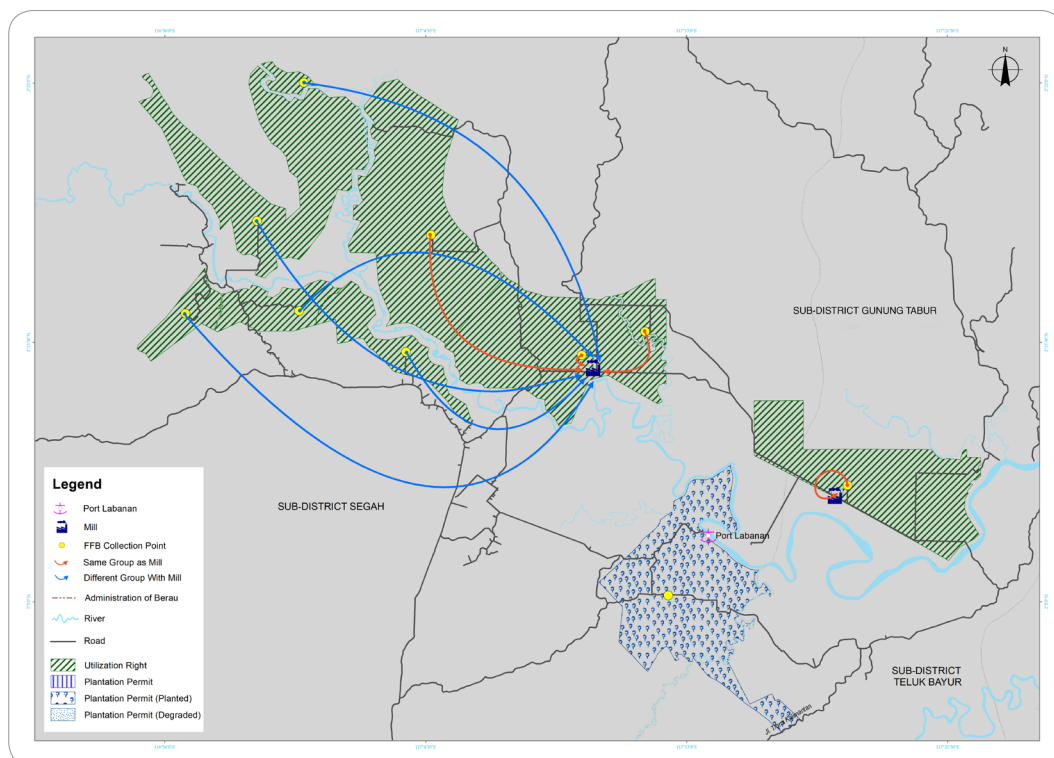 N
SUB-DISTRICT GUNUNG TABUR
SUB-DISTRICT SEGAH
Port Labanan
SUB-DISTRICT
TELUK BAYUR
Legend
Port Labanan
Mill
FFB Collection Point
Same Group as Mill
Different Group With Mill
Administration of Berau
River
Road
Utilization Right
Plantation Permit
Plantation Permit (Planted)
Plantation Permit (Degraded)